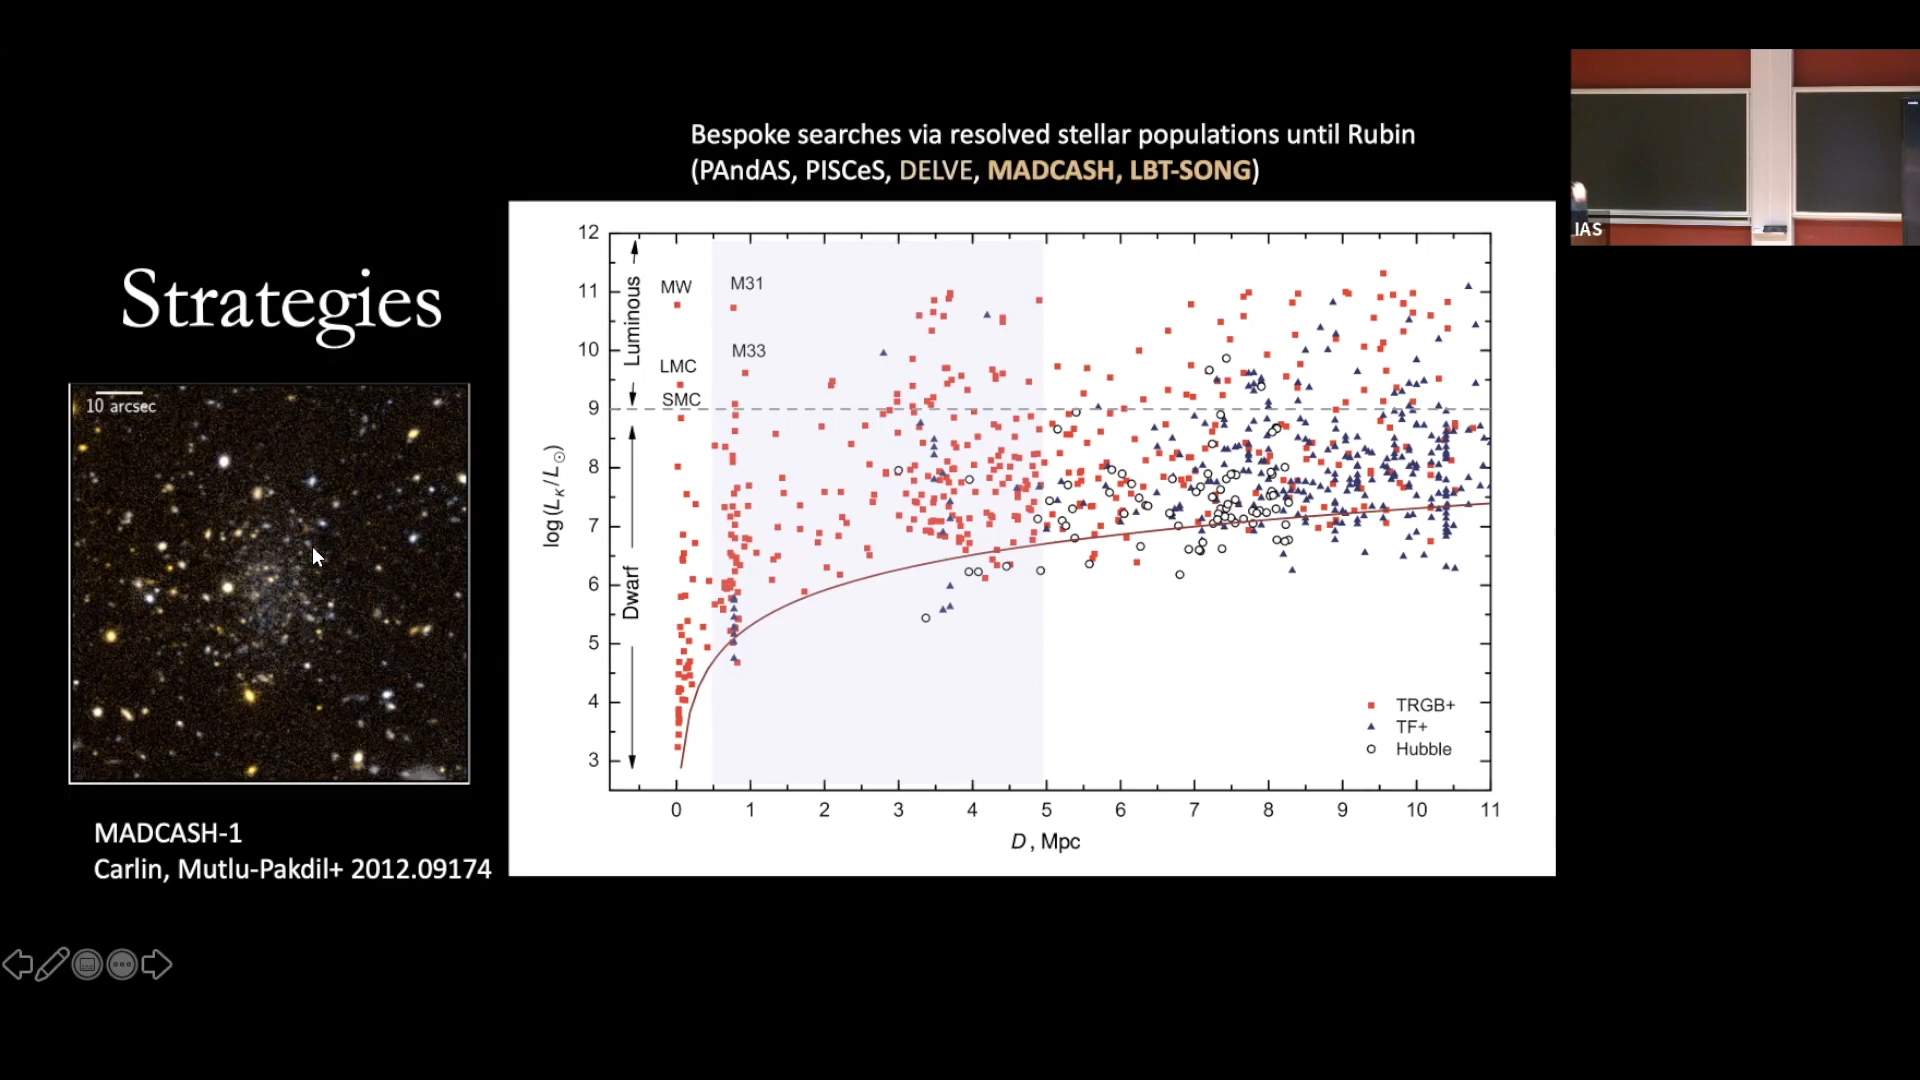 Bespoke searches via resolved stellar populations until Rubin
(PAndAS, PISCeS, DELVE, MADCASH, LBT-SONG)
IAS
Strategies
10 arcsec
MADCASH-1
Carlin, Mutlu-Pakdil+ 2012.09174
12
11
10
9
8
7
6
5
4
3
log (L_K / L_⊙)
Luminous
Dwarf
MW
M31
M33
LMC
SMC
TRGB+
TF+
Hubble
0 1 2 3 4 5 6 7 8 9 10 11
D , Mpc